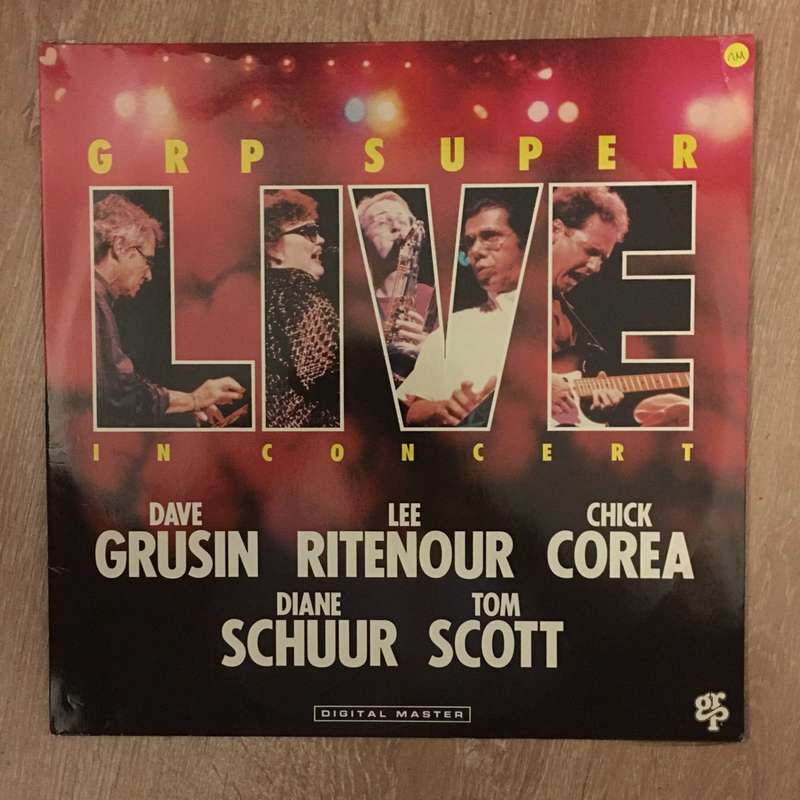 GRP SUPER
LIVE
IN CONCERT
DAVE GRUSIN
LEE RITENOUR
CHICK COREA
DIANE SCHUUR
TOM SCOTT
DIGITAL MASTER
grp